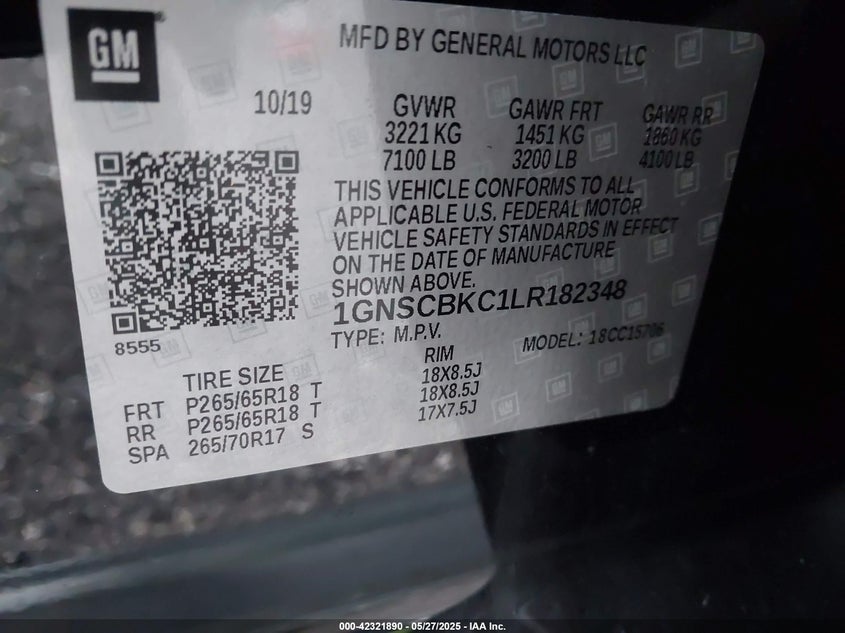 GM
MFD BY GENERAL MOTORS LLC
10/19
GVWR GAWR FRT GAWR RR
3221 KG 1451 KG 1860 KG
7100 LB 3200 LB 4100 LB
THIS VEHICLE CONFORMS TO ALL
APPLICABLE U.S. FEDERAL MOTOR
VEHICLE SAFETY STANDARDS IN EFFECT
ON THE DATE OF MANUFACTURE
SHOWN ABOVE.
1GNSCBKC1LR182348
8555
TYPE: M.P.V. MODEL: 18CC15706
TIRE SIZE RIM
FRT P265/65R18 T 18X8.5J
RR P265/65R18 T 18X8.5J
SPA 265/70R17 S 17X7.5J
000-42321890 - 05/27/2025 - IAA Inc.